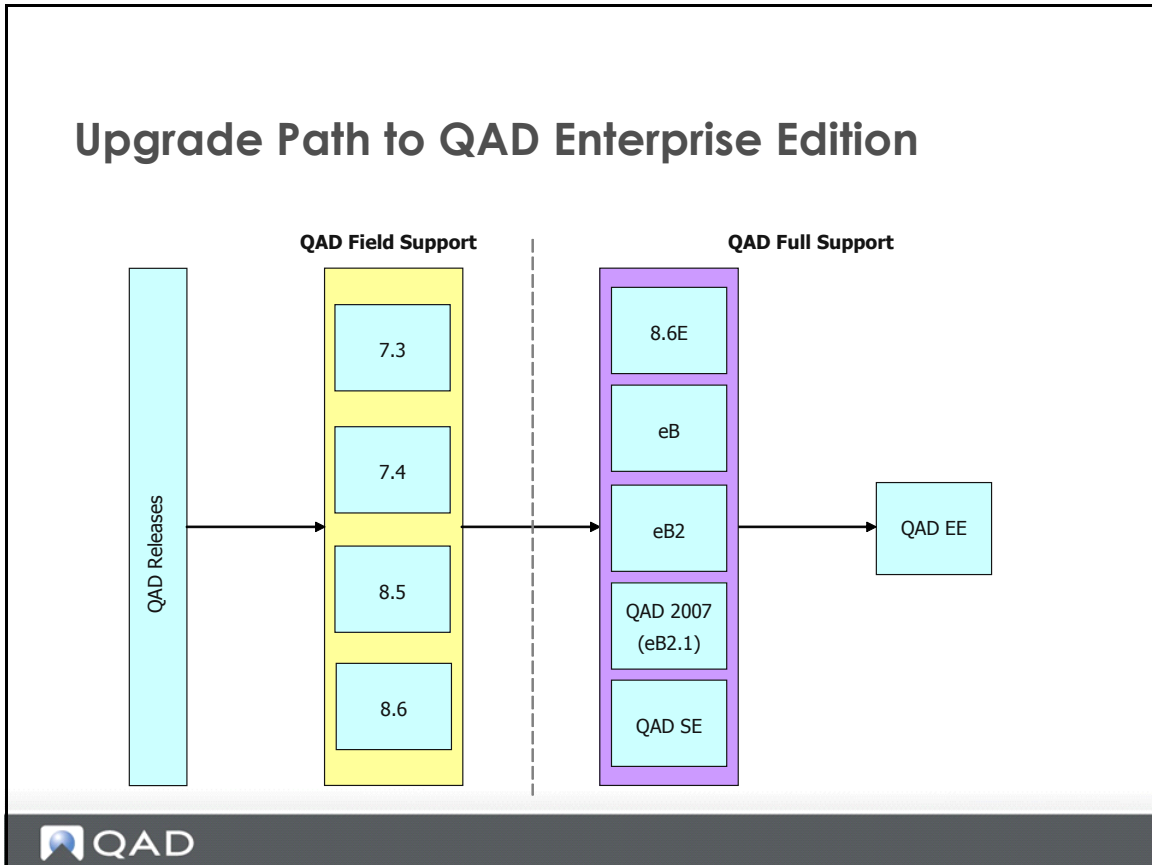 Upgrade Path to QAD Enterprise Edition
QAD Field Support
QAD Full Support
QAD Releases
7.3
7.4
8.5
8.6
8.6E
eB
eB2
QAD 2007
(eB2.1)
QAD SE
QAD EE
QAD